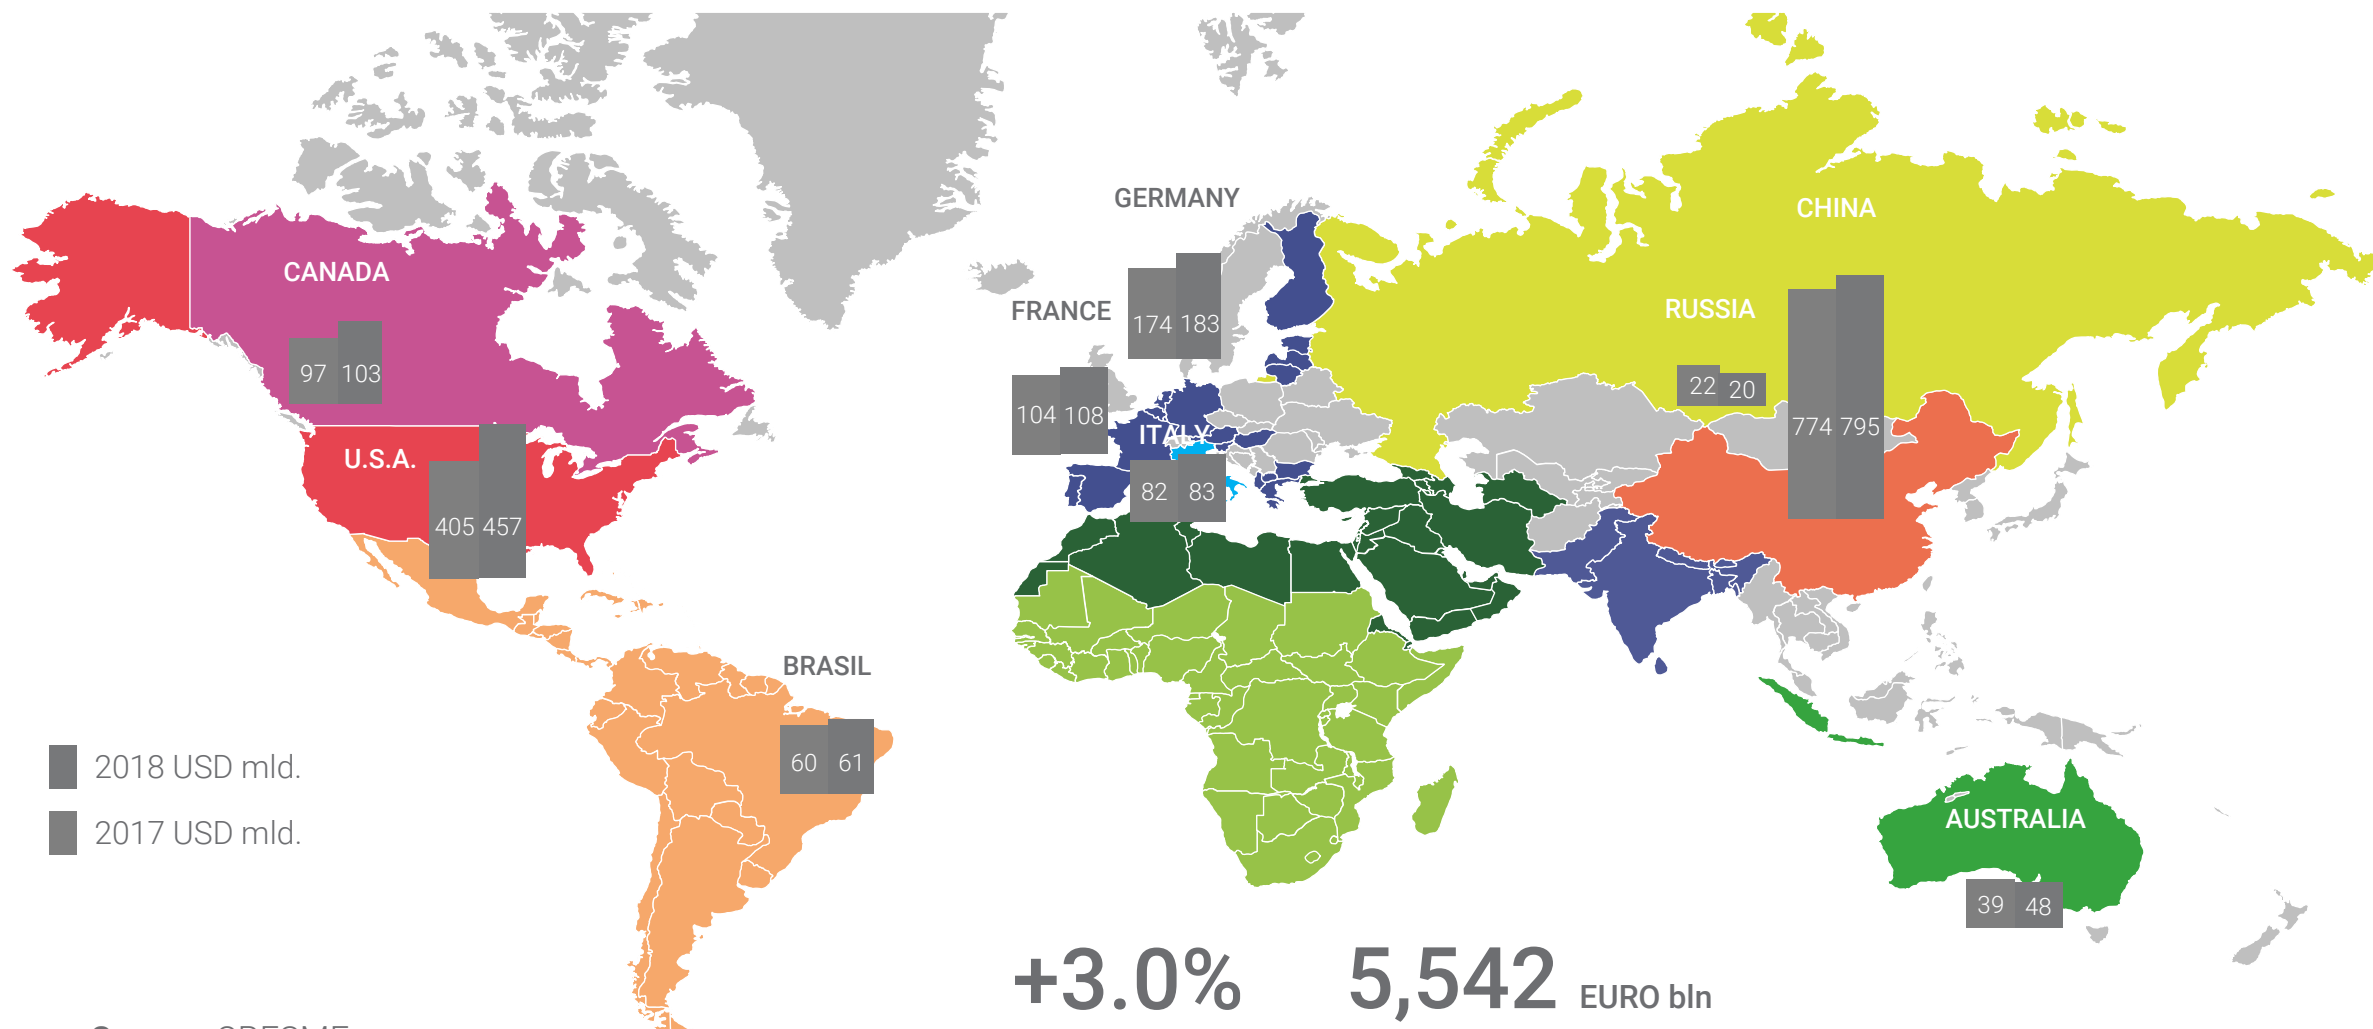 GERMANY
CHINA
CANADA
FRANCE
RUSSIA
174 183
97 103
22 20
104 108
774 795
ITALY
U.S.A.
82 83
405 457
BRASIL
60 61
2018 USD mld.
2017 USD mld.
AUSTRALIA
39 48
+3.0% 5,542 EURO bln